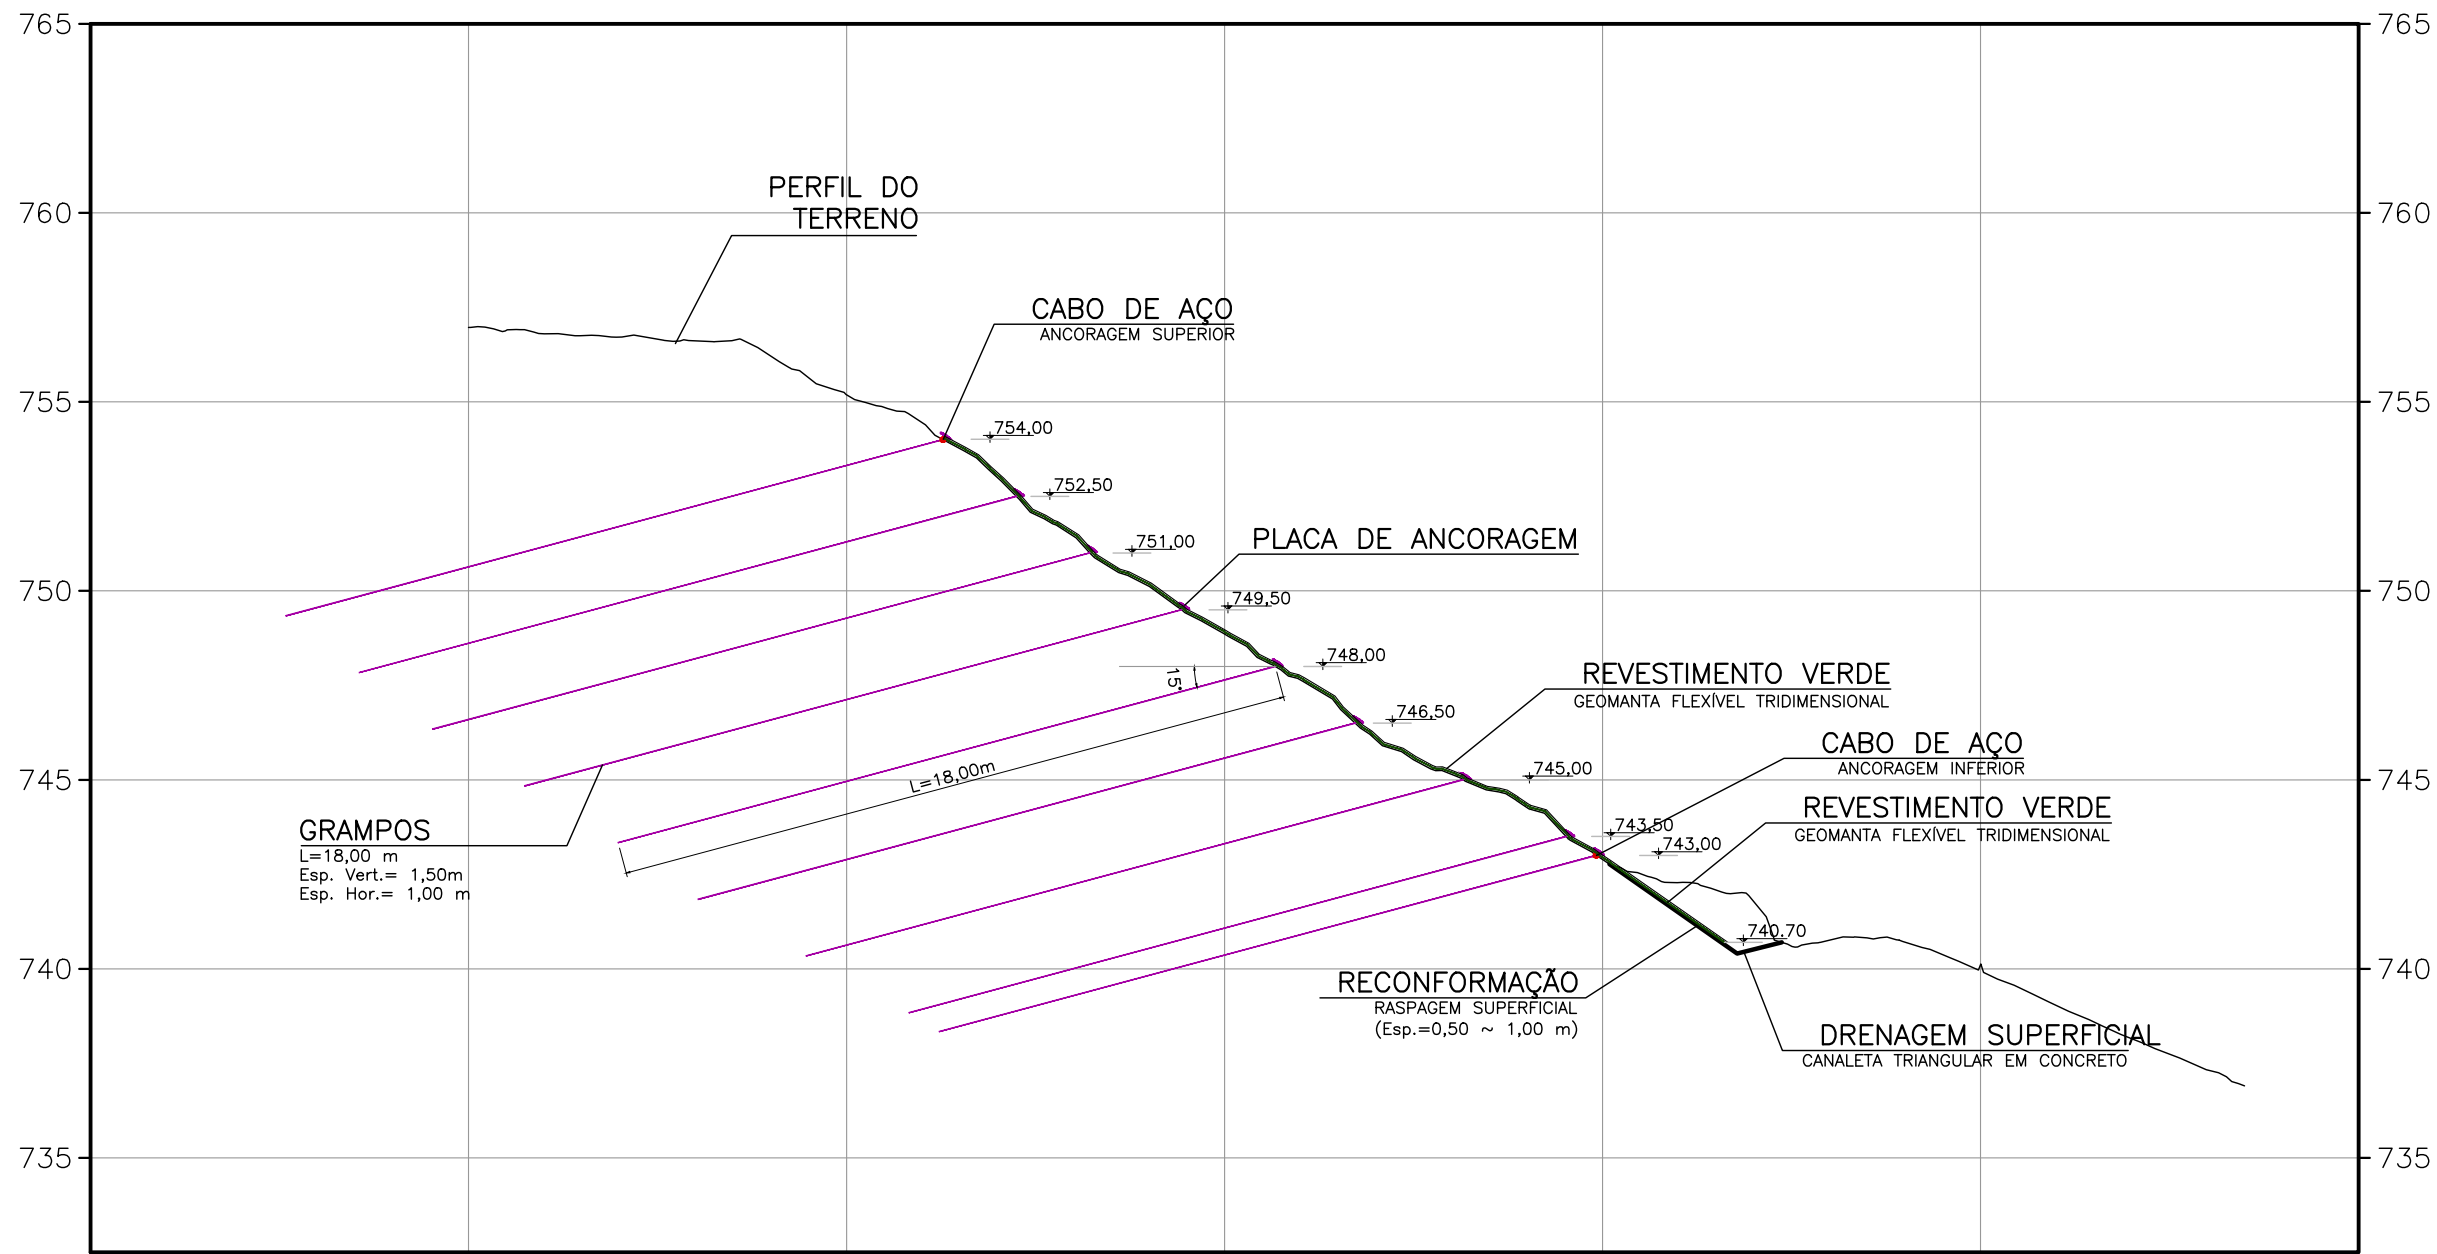 765
765
PERFIL DO
TERRENO
760
760
CABO DE AÇO
ANCORAGEM SUPERIOR
755
755
754,00
752,50
PLACA DE ANCORAGEM
751,00
750
750
749,50
748,00
15°
REVESTIMENTO VERDE
GEOMANTA FLEXÍVEL TRIDIMENSIONAL
746,50
CABO DE AÇO
ANCORAGEM INFERIOR
745
745
745,00
L=18,00m
REVESTIMENTO VERDE
GEOMANTA FLEXÍVEL TRIDIMENSIONAL
GRAMPOS
L=18,00 m
Esp. Vert.= 1,50m
Esp. Hor.= 1,00 m
743,50
743,00
740.70
740
740
RECONFORMAÇÃO
RASPAGEM SUPERFICIAL
(Esp.=0,50 ~ 1,00 m)
DRENAGEM SUPERFICIAL
CANALETA TRIANGULAR EM CONCRETO
735
735